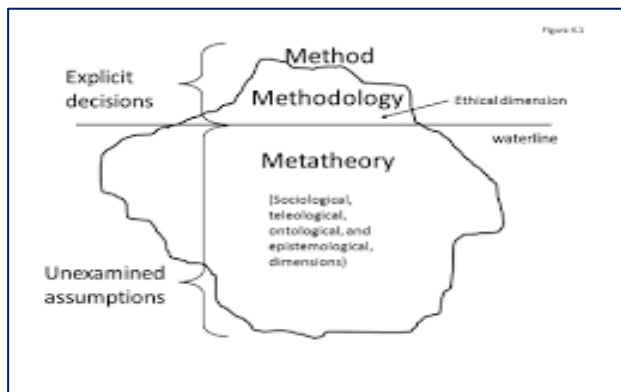 Figure 4.1
Method
Explicit
decisions
Methodology
Ethical dimension
waterline
Metatheory
(Sociological,
teleological,
ontological, and
epistemological,
dimensions)
Unexamined
assumptions